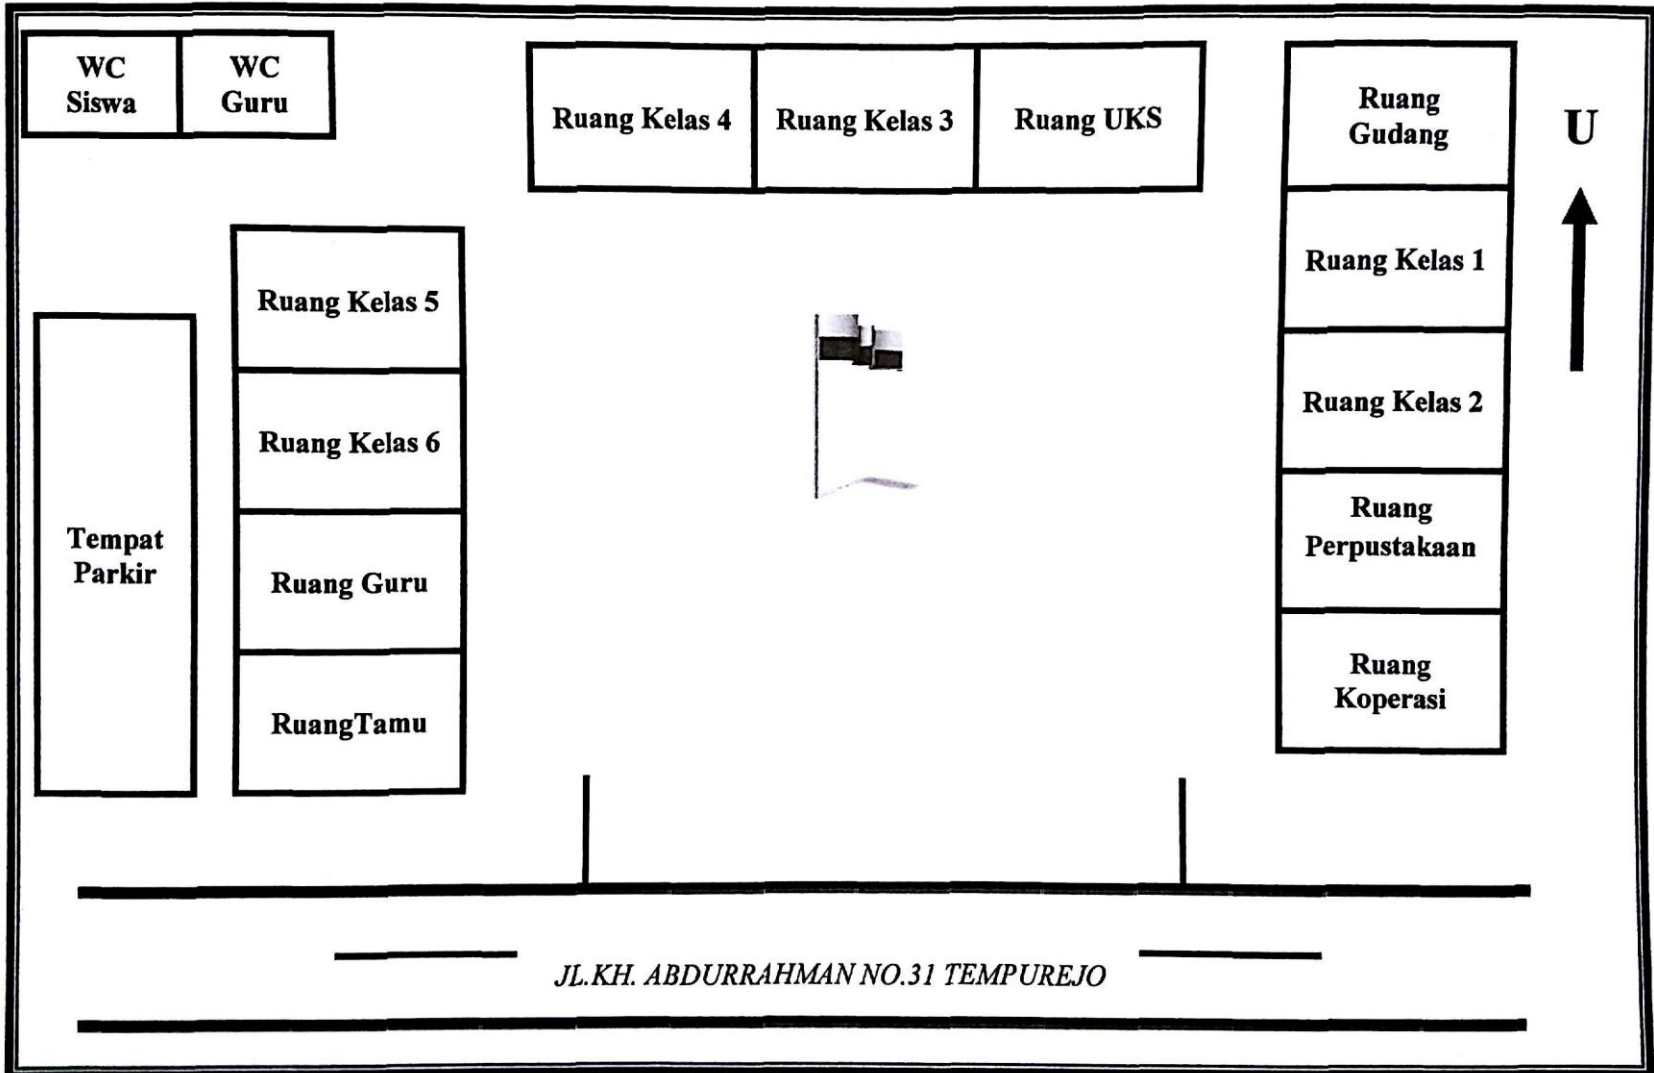 WC
Siswa
WC
Guru
Ruang Kelas 4
Ruang Kelas 3
Ruang UKS
Ruang
Gudang
U
Ruang Kelas 1
Ruang Kelas 5
Ruang Kelas 2
Ruang Kelas 6
Ruang
Perpustakaan
Tempat
Parkir
Ruang Guru
Ruang
Koperasi
RuangTamu
JL.KH. ABDURRAHMAN NO.31 TEMPUREJO